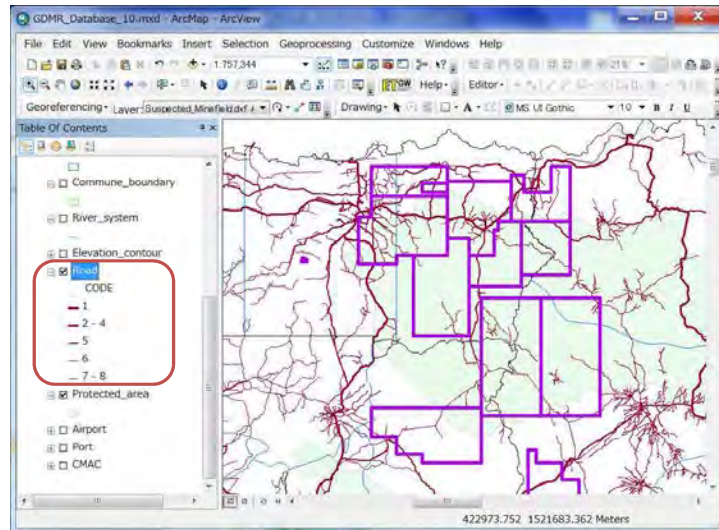 GDMR_Database_10.mxd - ArcMap - ArcView
File Edit View Bookmarks Insert Selection Geoprocessing Customize Windows Help
1:757,344
21%
Help
Editor
Georeferencing Layer: Suspected_Minefield.dxf
Drawing A MS UI Gothic 10 B I U
Table Of Contents
Commune_boundary
River_system
Elevation_contour
Road
CODE
1
2 - 4
5
6
7 - 8
Protected_area
Airport
Port
CMAC
422973.752 1521683.362 Meters